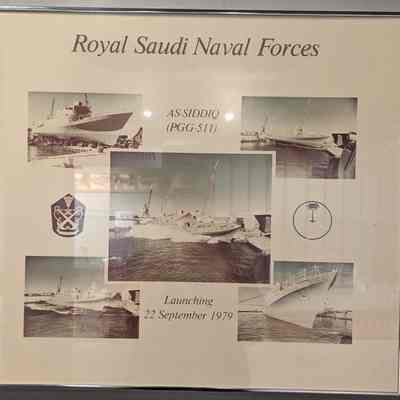 Royal Saudi Naval Forces
AS-SIDDIQ
(PGG-511)
Launching
22 September 1979